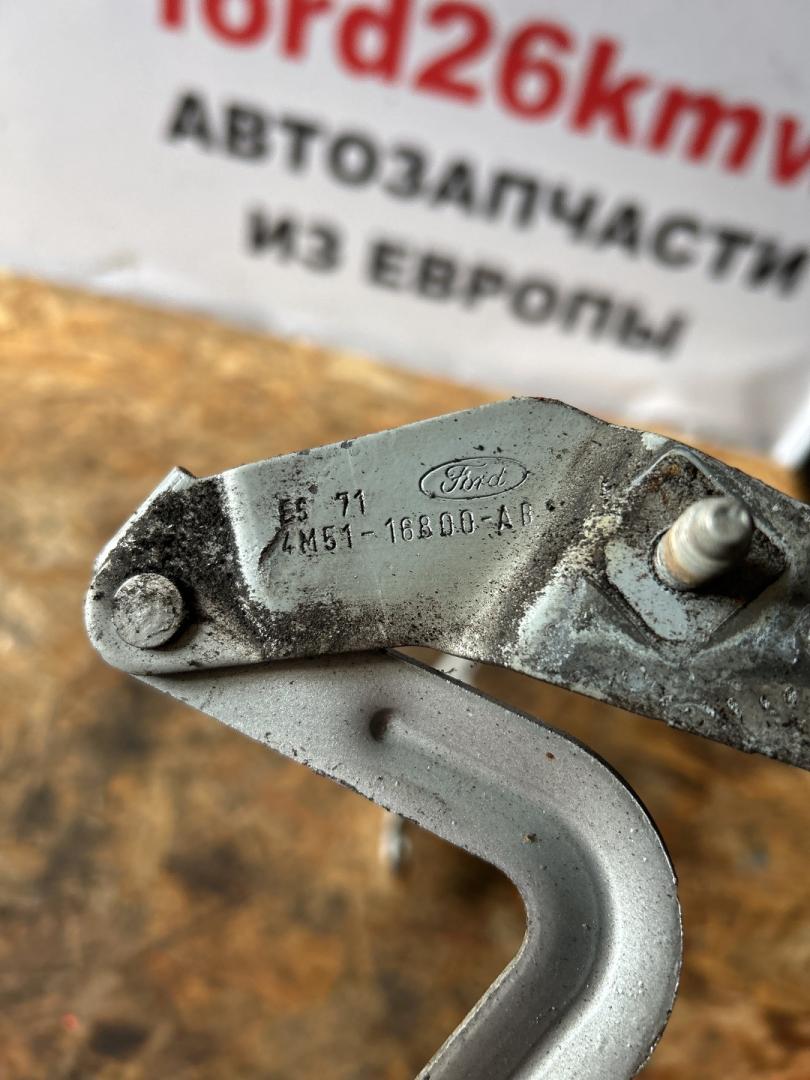 ford26kmv
АВТОЗАПЧАСТИ
ИЗ ЕВРОПЫ
Ford
ES 71
4M51-16800-AB